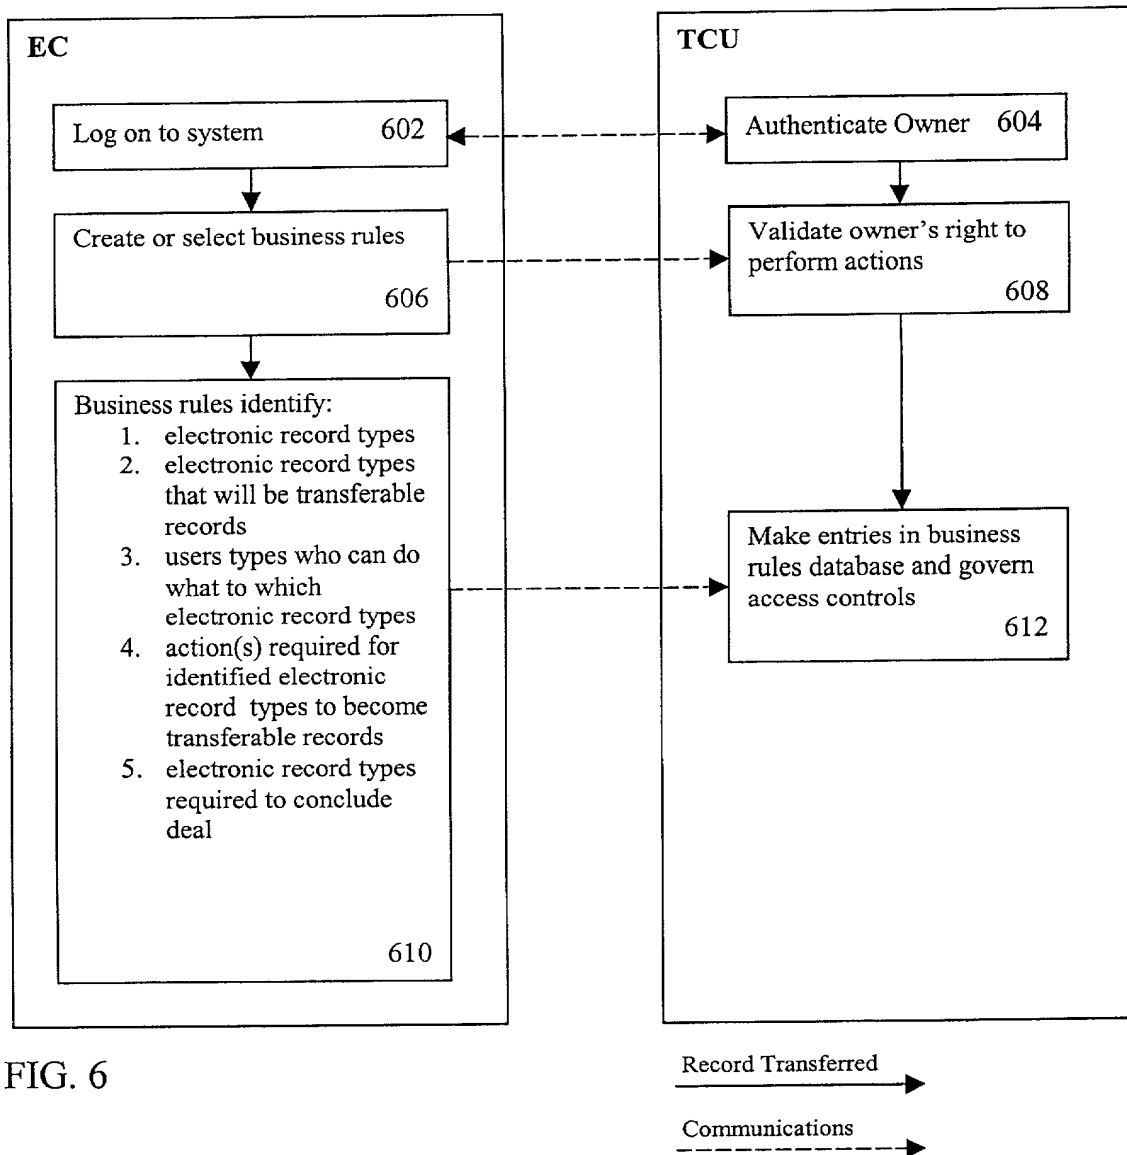 EC
Log on to system 602
Create or select business rules
606
Business rules identify:
1. electronic record types
2. electronic record types
that will be transferable
records
3. users types who can do
what to which
electronic record types
4. action(s) required for
identified electronic
record types to become
transferable records
5. electronic record types
required to conclude
deal
610
TCU
Authenticate Owner 604
Validate owner's right to
perform actions
608
Make entries in business
rules database and govern
access controls
612
FIG. 6
Record Transferred
Communications